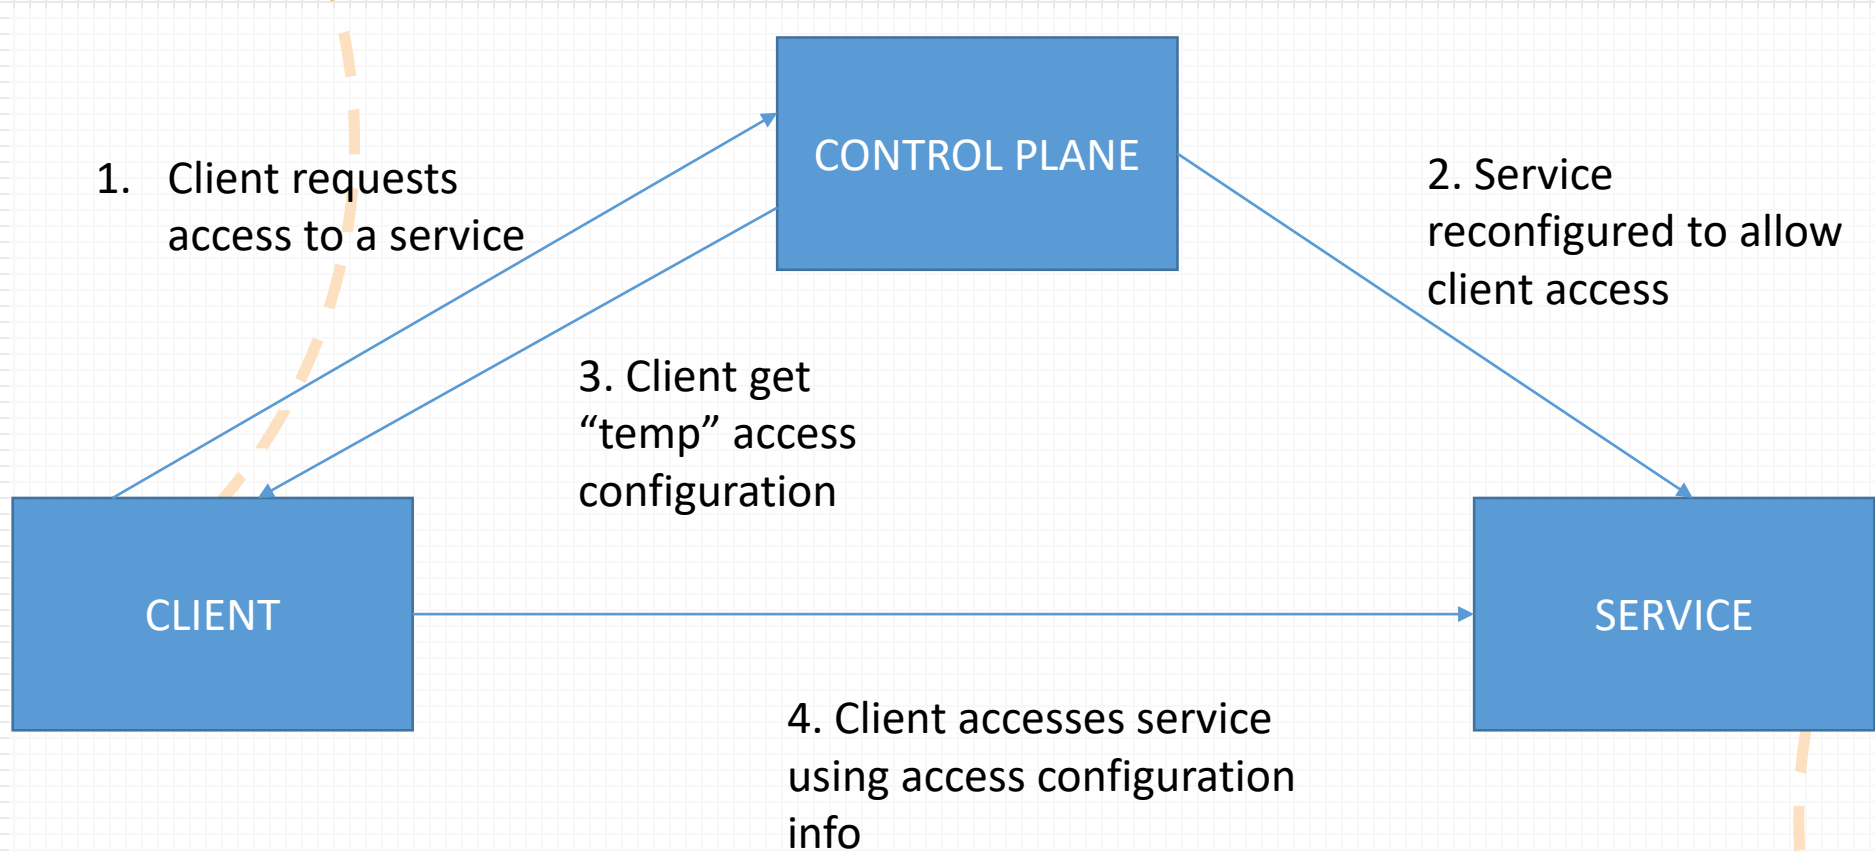 CONTROL PLANE
1. Client requests
access to a service
2. Service
reconfigured to allow
client access
3. Client get
“temp” access
configuration
CLIENT
SERVICE
4. Client accesses service
using access configuration
info